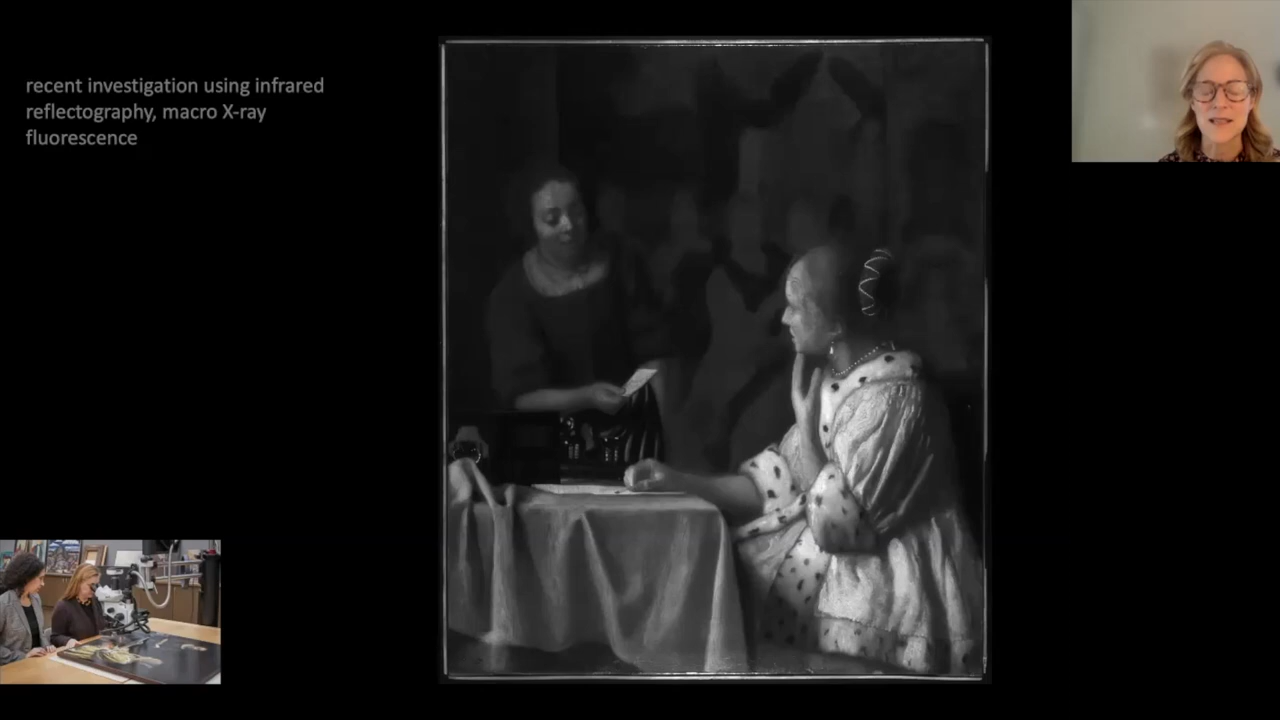 recent investigation using infrared
reflectography, macro X-ray
fluorescence